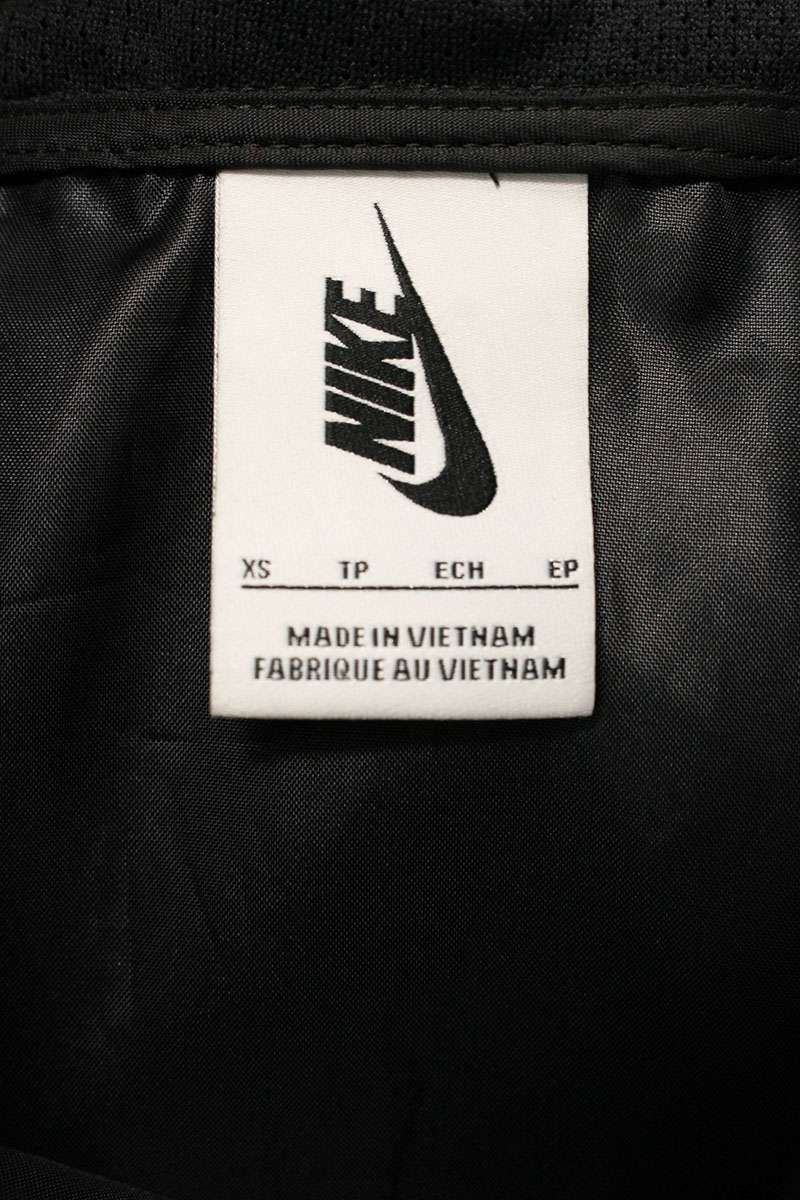 NIKE
XS TP ECH EP
MADE IN VIETNAM
FABRIQUE AU VIETNAM